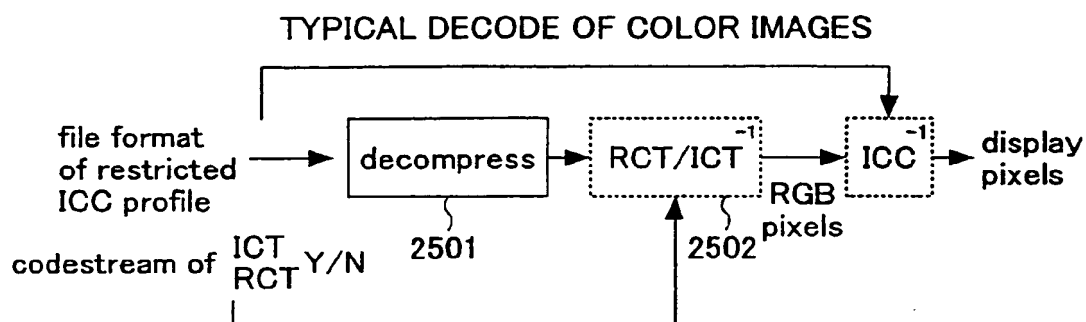 TYPICAL DECODE OF COLOR IMAGES
file format
of restricted
ICC profile
decompress
2501
RCT/ICT -1
2502
RGB
pixels
ICC -1
display
pixels
codestream of ICT Y/N
RCT